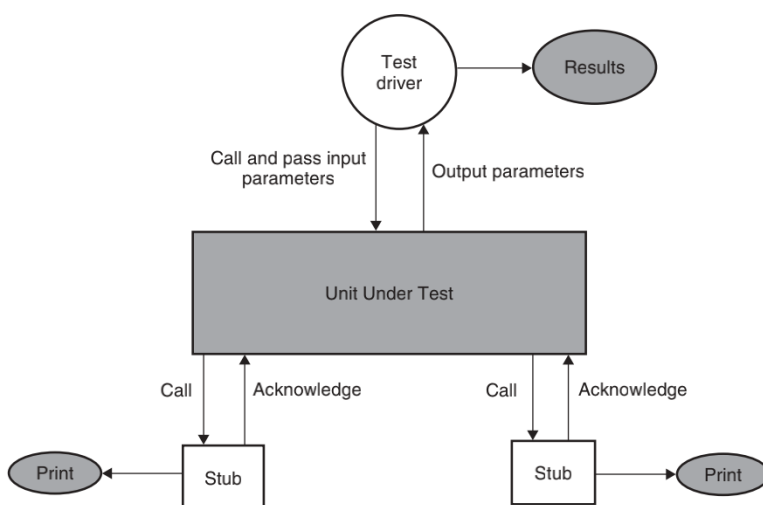 Test
driver
Results
Call and pass input
parameters
Output parameters
Unit Under Test
Call
Acknowledge
Call
Acknowledge
Print
Stub
Stub
Print